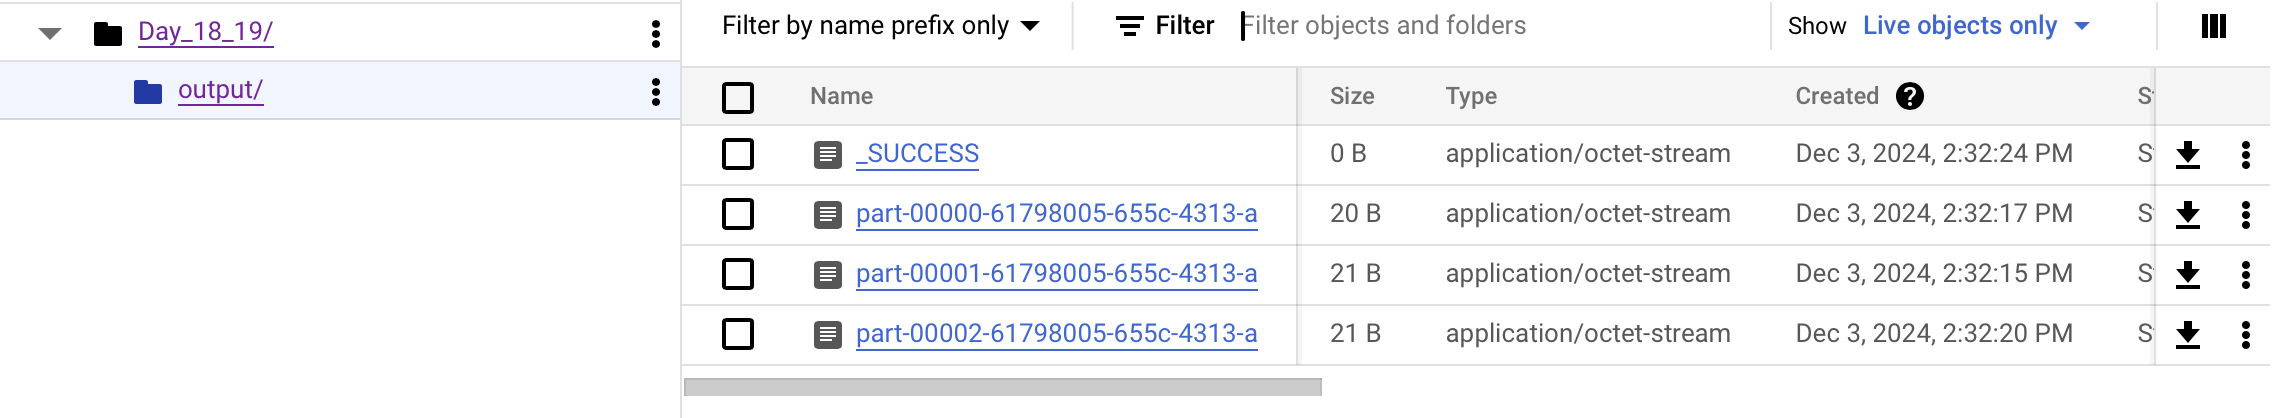 Day_18_19/
output/
Filter by name prefix only Filter Filter objects and folders Show Live objects only
Name Size Type Created ?
_SUCCESS 0 B application/octet-stream Dec 3, 2024, 2:32:24 PM
part-00000-61798005-655c-4313-a 20 B application/octet-stream Dec 3, 2024, 2:32:17 PM
part-00001-61798005-655c-4313-a 21 B application/octet-stream Dec 3, 2024, 2:32:15 PM
part-00002-61798005-655c-4313-a 21 B application/octet-stream Dec 3, 2024, 2:32:20 PM